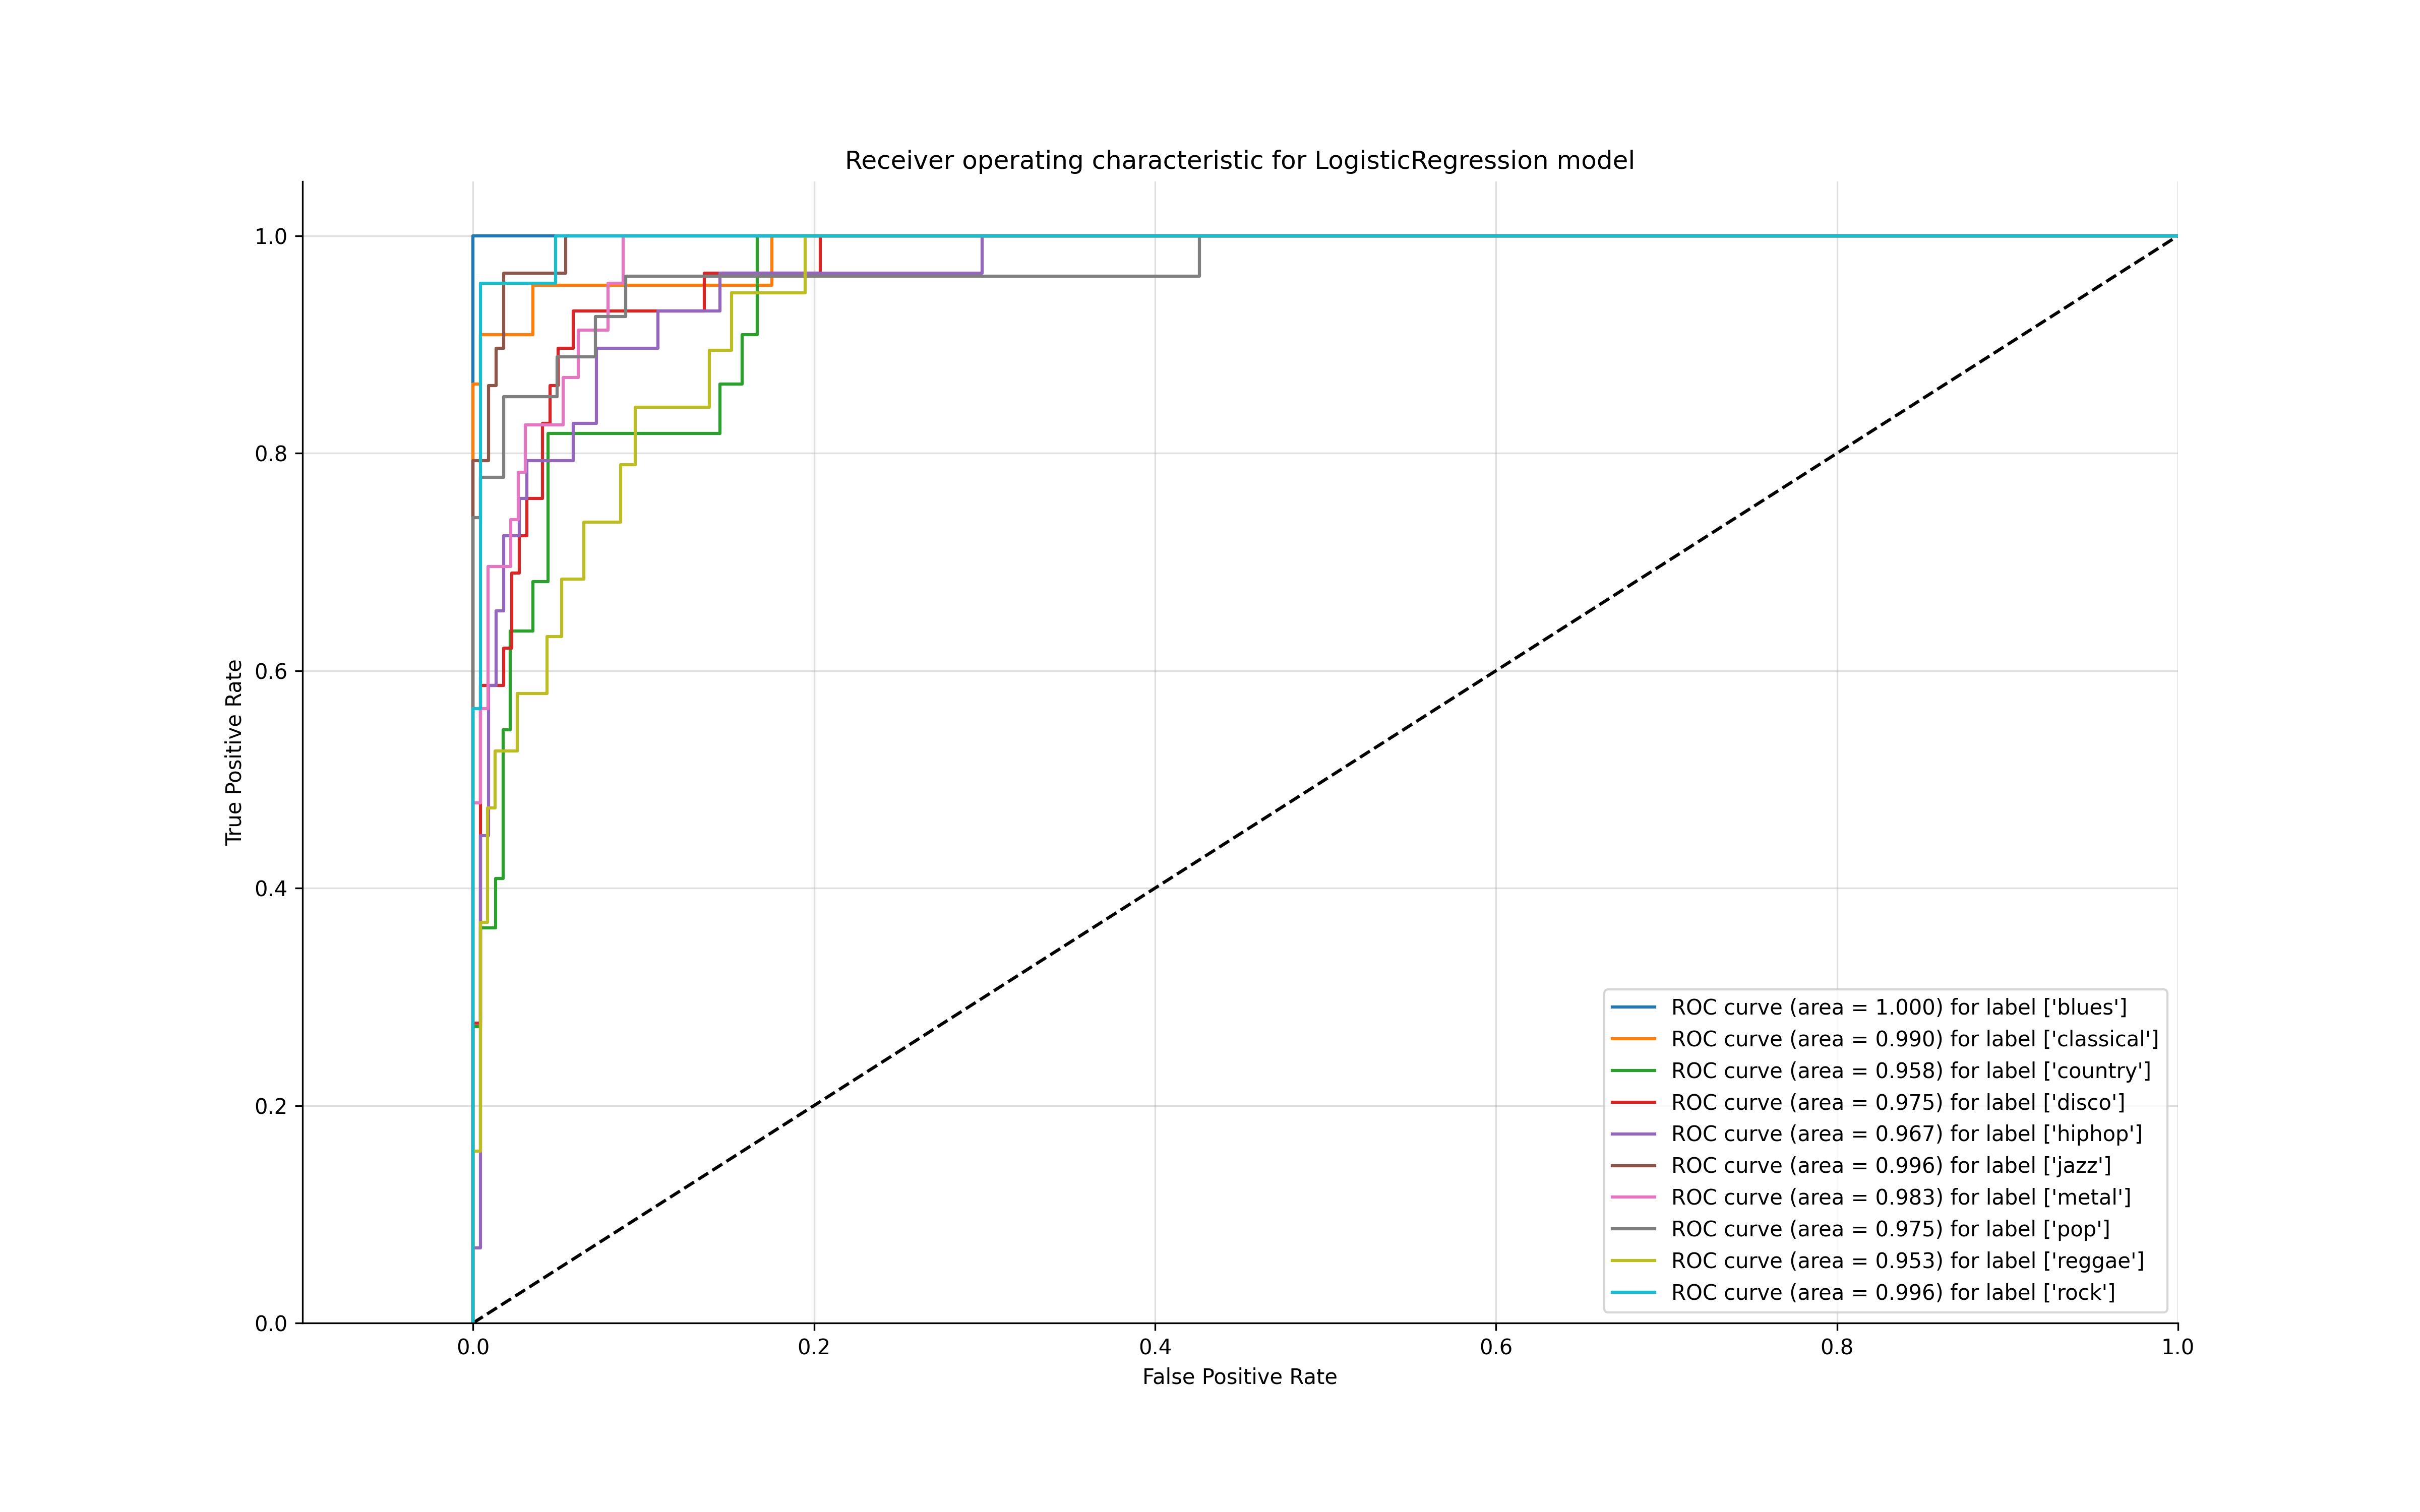 Receiver operating characteristic for LogisticRegression model
1.0
0.8
0.6
0.4
0.2
0.0
True Positive Rate
0.0 0.2 0.4 0.6 0.8 1.0
False Positive Rate
ROC curve (area = 1.000) for label ['blues']
ROC curve (area = 0.990) for label ['classical']
ROC curve (area = 0.958) for label ['country']
ROC curve (area = 0.975) for label ['disco']
ROC curve (area = 0.967) for label ['hiphop']
ROC curve (area = 0.996) for label ['jazz']
ROC curve (area = 0.983) for label ['metal']
ROC curve (area = 0.975) for label ['pop']
ROC curve (area = 0.953) for label ['reggae']
ROC curve (area = 0.996) for label ['rock']